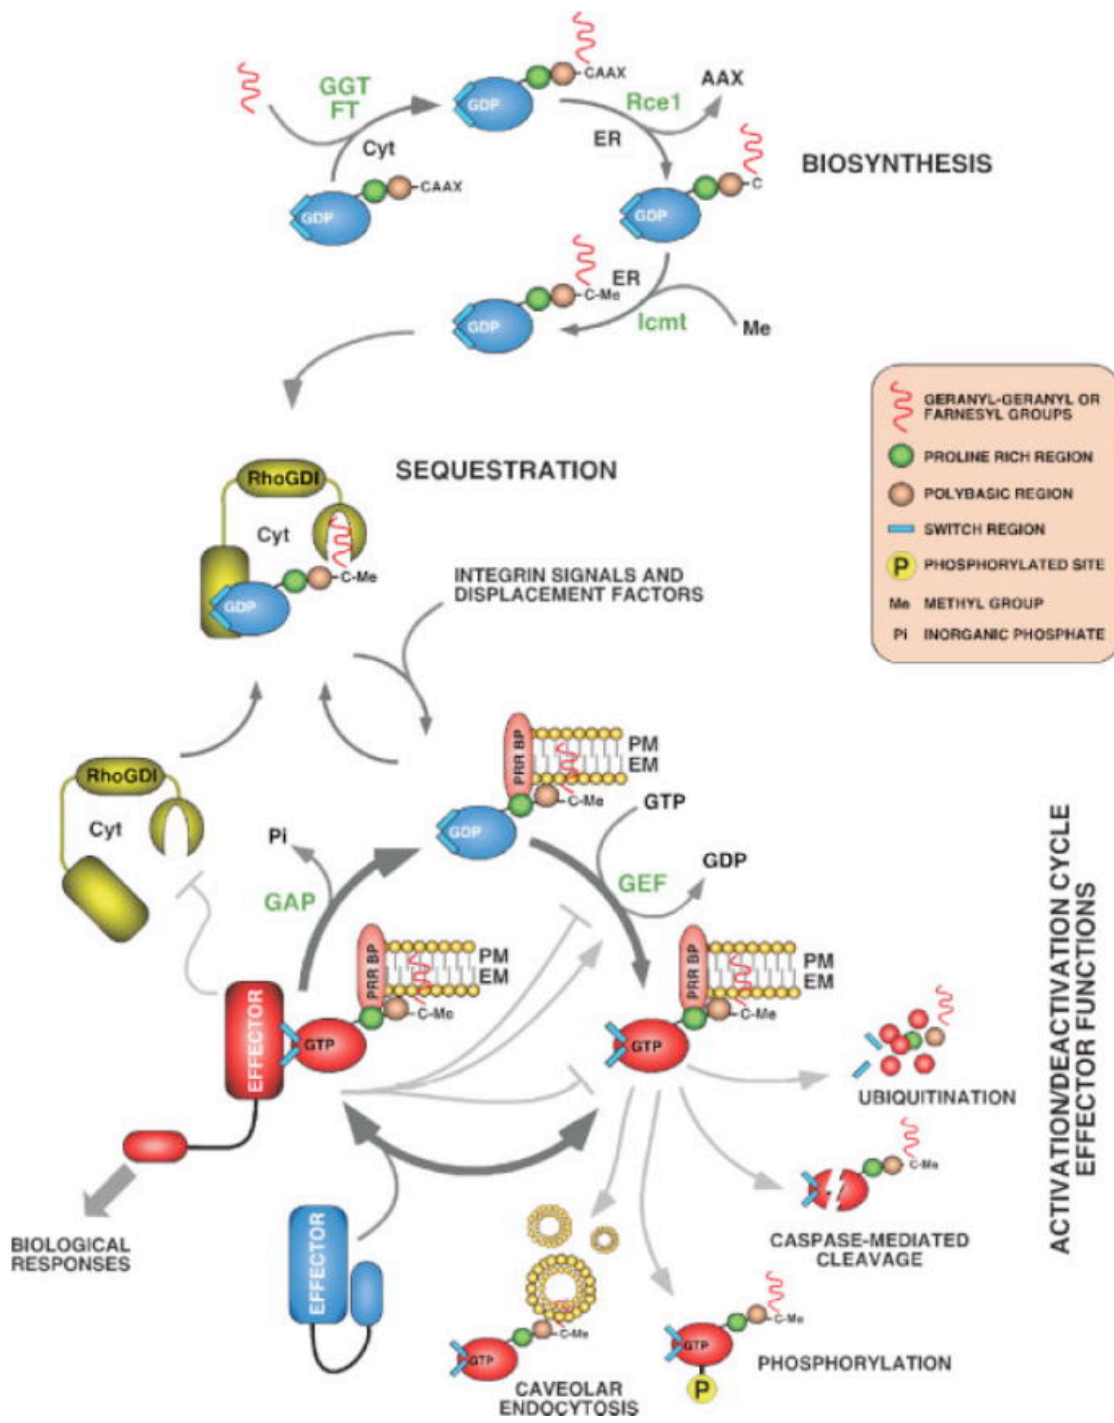 GGT
FT
Cyt
GDP
CAAX
GDP
CAAX
Rce1
AAX
ER
BIOSYNTHESIS
GDP
C
ER
Icmt
Me
GDP
C-Me
GERANYL-GERANYL OR
FARNESYL GROUPS
PROLINE RICH REGION
POLYBASIC REGION
SWITCH REGION
P
PHOSPHORYLATED SITE
Me
METHYL GROUP
Pi
INORGANIC PHOSPHATE
SEQUESTRATION
RhoGDI
Cyt
C-Me
GDP
INTEGRIN SIGNALS AND
DISPLACEMENT FACTORS
RhoGDI
Cyt
PRR BP
PM
EM
C-Me
GDP
GTP
GEF
GDP
Pi
GAP
PRR BP
PM
EM
C-Me
GTP
EFFECTOR
PRR BP
PM
EM
C-Me
GTP
BIOLOGICAL
RESPONSES
EFFECTOR
UBIQUITINATION
C-Me
CASPASE-MEDIATED
CLEAVAGE
C-Me
GTP
P
PHOSPHORYLATION
C-Me
GTP
CAVEOLAR
ENDOCYTOSIS
ACTIVATION/DEACTIVATION CYCLE
EFFECTOR FUNCTIONS